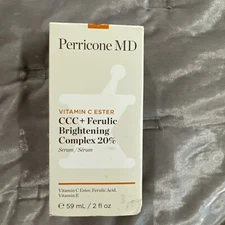 Perricone MD
VITAMIN C ESTER
CCC + Ferulic
Brightening
Complex 20%
Serum / Sérum
Vitamin C Ester, Ferulic Acid,
Vitamin E
℮ 59 mL / 2 fl oz